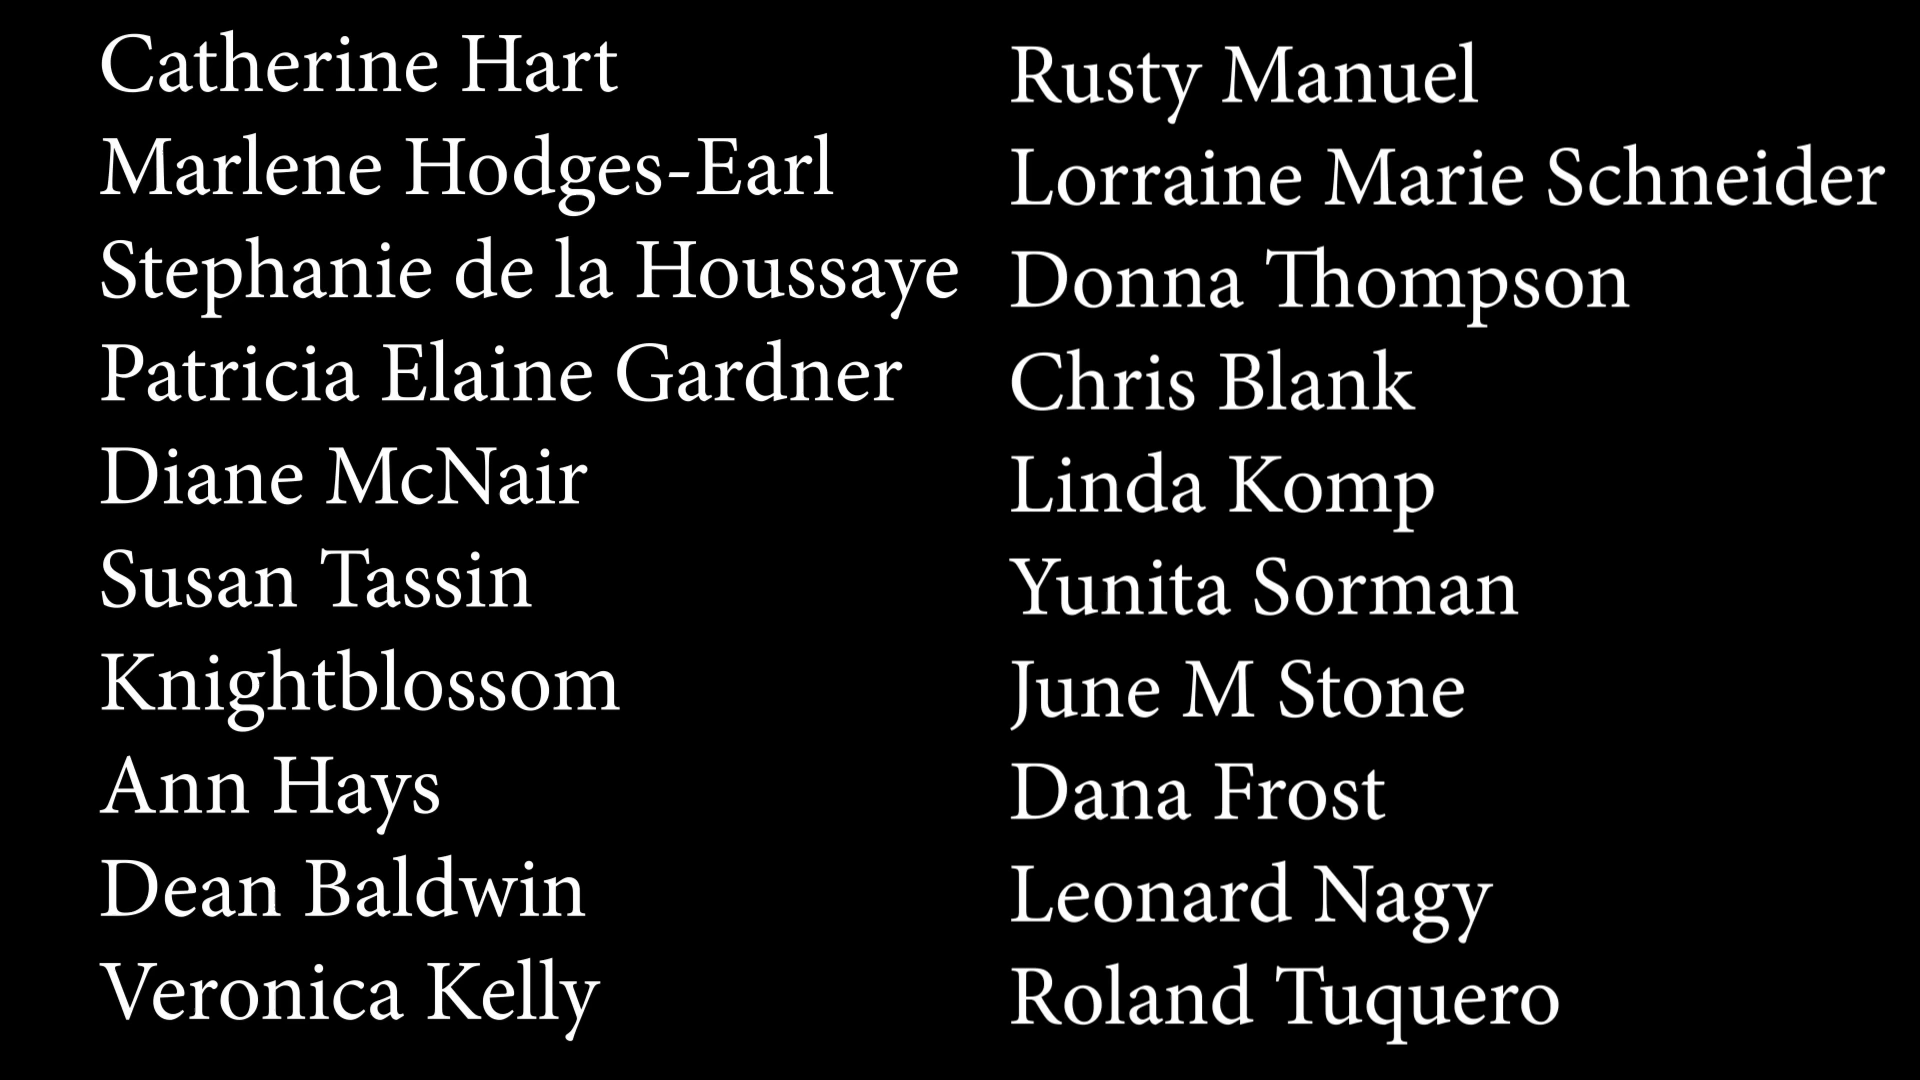 Catherine Hart
Marlene Hodges-Earl
Stephanie de la Houssaye
Patricia Elaine Gardner
Diane McNair
Susan Tassin
Knightblossom
Ann Hays
Dean Baldwin
Veronica Kelly
Rusty Manuel
Lorraine Marie Schneider
Donna Thompson
Chris Blank
Linda Komp
Yunita Sorman
June M Stone
Dana Frost
Leonard Nagy
Roland Tuquero